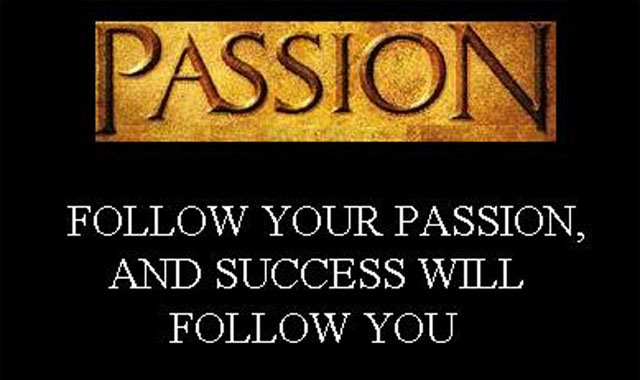 PASSION
FOLLOW YOUR PASSION,
AND SUCCESS WILL
FOLLOW YOU